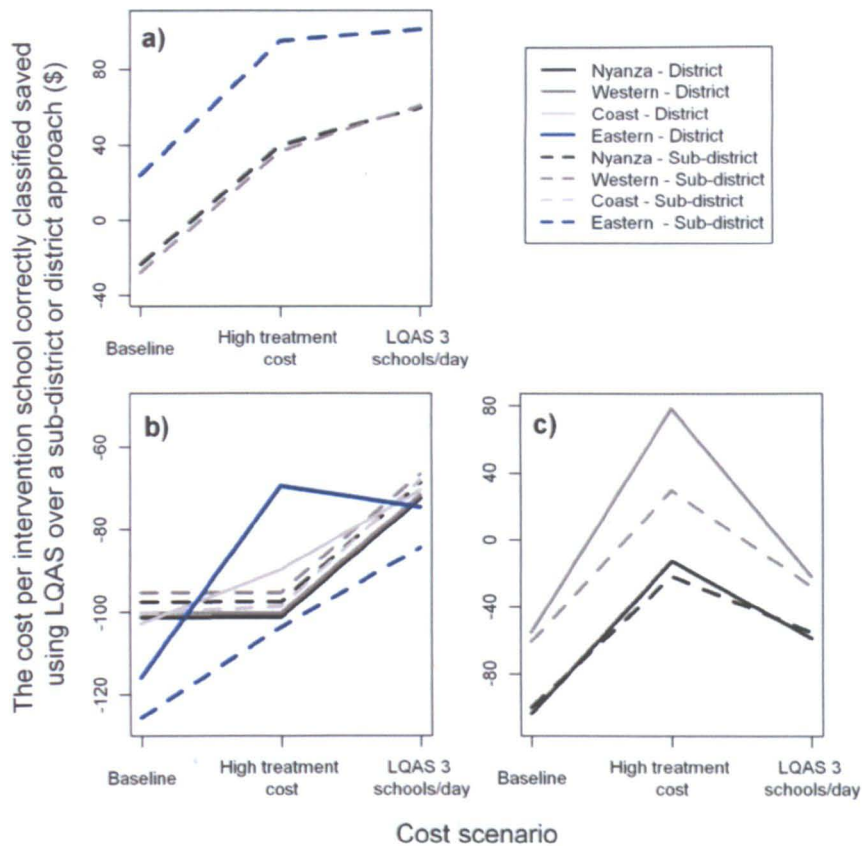 The cost per intervention school correctly classified saved
using LQAS over a sub-district or district approach ($)
a)
80
40
0
-40
Baseline
High treatment
cost
LQAS 3
schools/day
Nyanza - District
Western - District
Coast - District
Eastern - District
Nyanza - Sub-district
Western - Sub-district
Coast - Sub-district
Eastern - Sub-district
b)
-60
-80
-100
-120
Baseline
High treatment
cost
LQAS 3
schools/day
c)
80
40
0
-40
-80
Baseline
High treatment
cost
LQAS 3
schools/day
Cost scenario